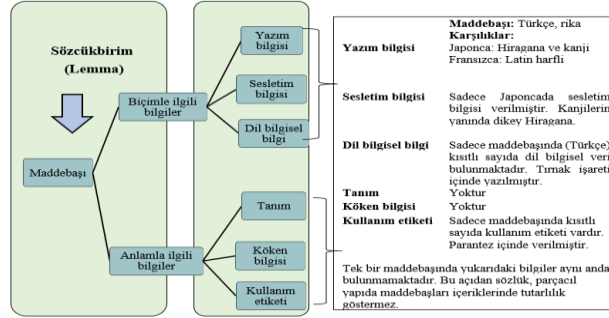 Sözcükbirim
(Lemma)
Maddebaşı
Biçimle ilgili
bilgiler
Anlamla ilgili
bilgiler
Yazım
bilgisi
Sesletim
bilgisi
Dil bilgisel
bilgi
Tanım
Köken
bilgisi
Kullanım
etiketi
Maddebaşı: Türkçe, rika
Karşılıklar:
Yazım bilgisi Japonca: Hiragana ve kanji
Fransızca: Latin harfli
Sesletim bilgisi Sadece Japoncada sesletim
bilgisi verilmiştir. Kanjilerin
yanında dikey Hiragana.
Dil bilgisel bilgi Sadece maddebaşında (Türkçe)
kısıtlı sayıda dil bilgisel veri
bulunmaktadır. Tırnak işareti
içinde yazılmıştır.
Tanım Yoktur
Köken bilgisi Yoktur
Kullanım etiketi Sadece maddebaşında kısıtlı
sayıda kullanım etiketi vardır.
Parantez içinde verilmiştir.
Tek bir maddebaşında yukarıdaki bilgiler aynı anda
bulunmamaktadır. Bu açıdan sözlük, parçacıl
yapıda maddebaşları içeriklerinde tutarlılık
göstermez.